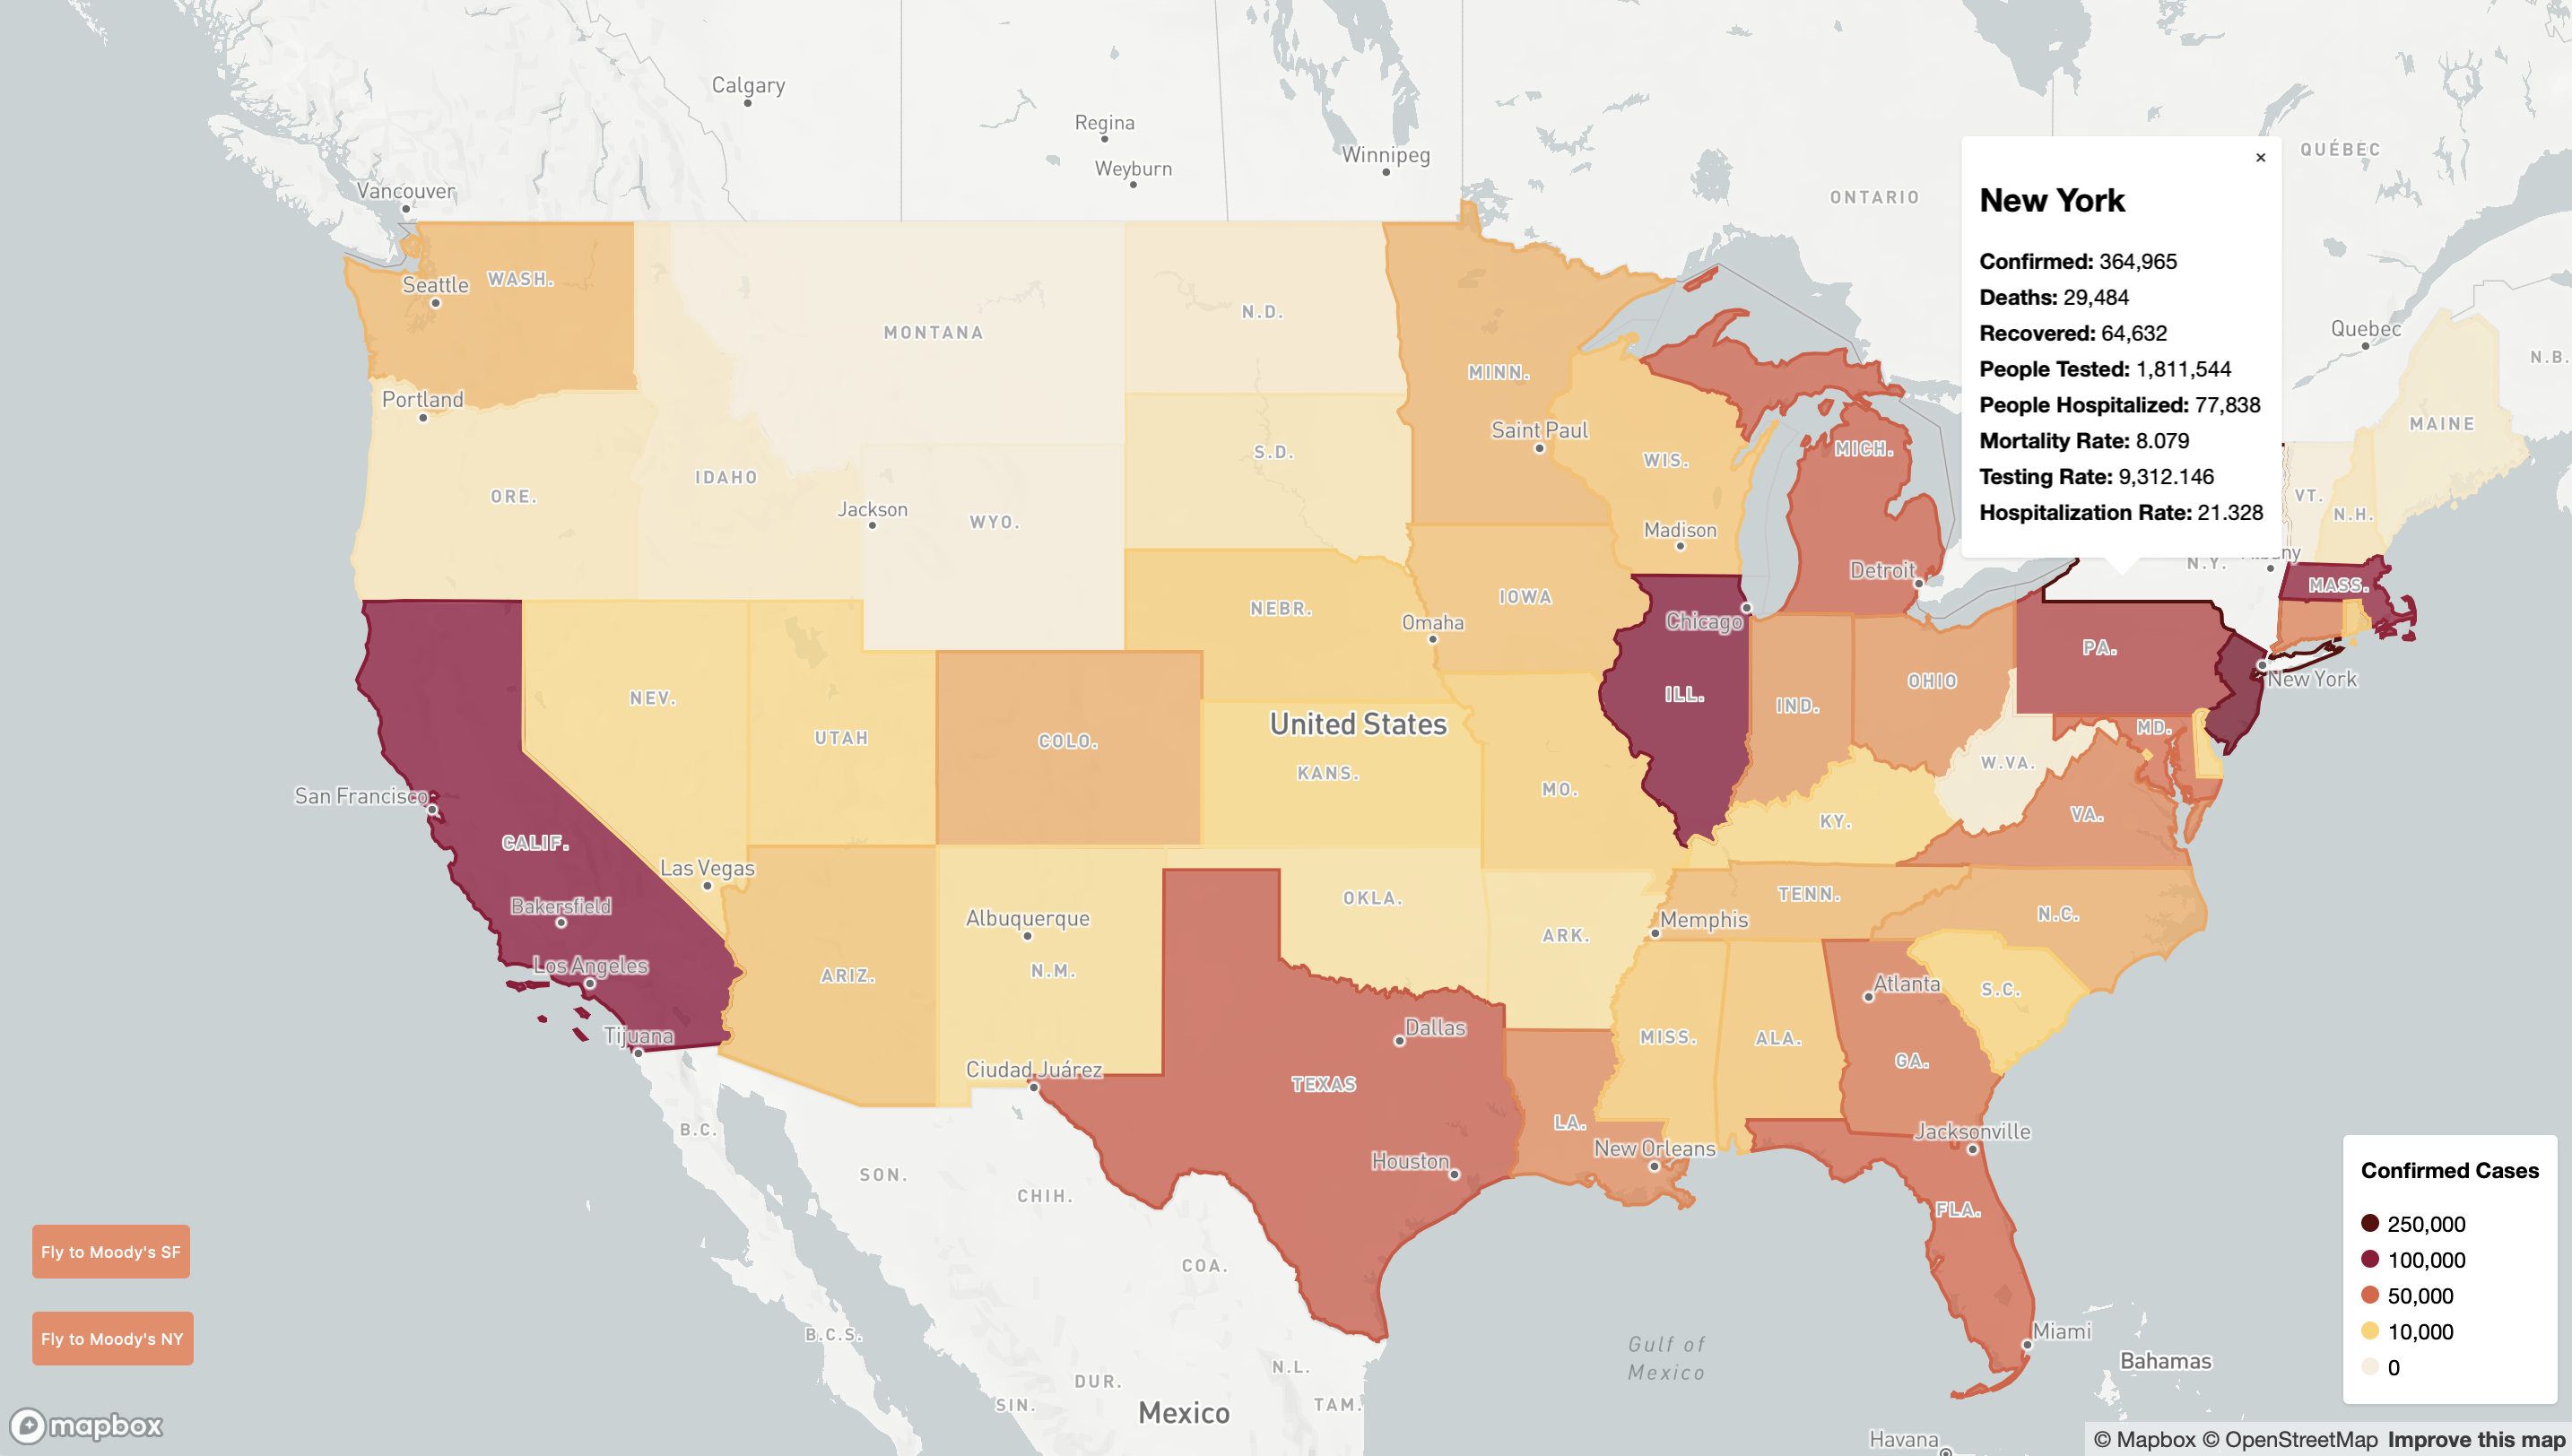 Calgary
Regina
Weyburn
Winnipeg
Vancouver
ONTARIO
QUÉBEC
×
New York
Confirmed: 364,965
Deaths: 29,484
Recovered: 64,632
People Tested: 1,811,544
People Hospitalized: 77,838
Mortality Rate: 8.079
Testing Rate: 9,312.146
Hospitalization Rate: 21.328
Quebec
N.B.
MAINE
VT.
N.H.
N.Y.
MASS.
Seattle
WASH.
MONTANA
N.D.
MINN.
Portland
ORE.
IDAHO
Jackson
WYO.
S.D.
Saint Paul
WIS.
MICH.
Madison
Detroit
NEBR.
Omaha
IOWA
Chicago
PA.
New York
NEV.
UTAH
COLO.
United States
KANS.
MO.
ILL.
IND.
OHIO
MD.
W.VA.
VA.
KY.
San Francisco
CALIF.
Las Vegas
Bakersfield
Los Angeles
Tijuana
ARIZ.
Albuquerque
N.M.
OKLA.
ARK.
Memphis
TENN.
N.C.
S.C.
Atlanta
GA.
MISS.
ALA.
Dallas
Ciudad Juárez
TEXAS
LA.
New Orleans
Houston
Jacksonville
FLA.
Miami
B.C.
SON.
CHIH.
COA.
B.C.S.
N.L.
DUR.
SIN.
TAM.
Mexico
Gulf of
Mexico
Bahamas
Havana
Fly to Moody's SF
Fly to Moody's NY
Confirmed Cases
250,000
100,000
50,000
10,000
0
mapbox
© Mapbox © OpenStreetMap Improve this map